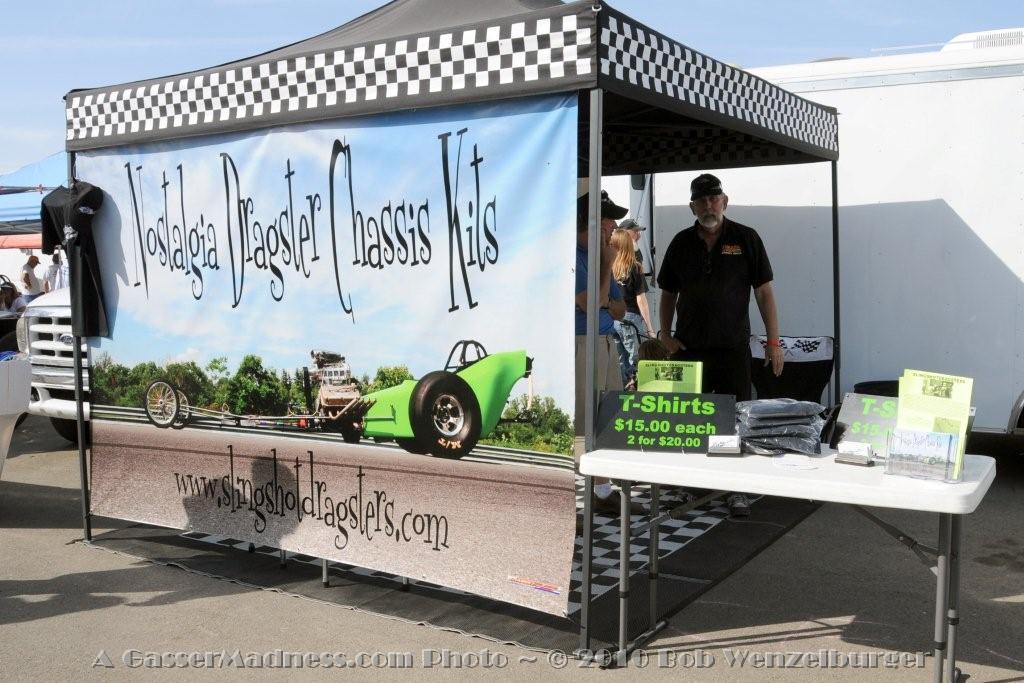 Nostalgia Dragster Chassis Kits
www.slingshotdragsters.com
T-Shirts
$15.00 each
2 for $20.00
T-S
$15
A GasserMadness.com Photo ~ © 2010 Bob Wenzelburger